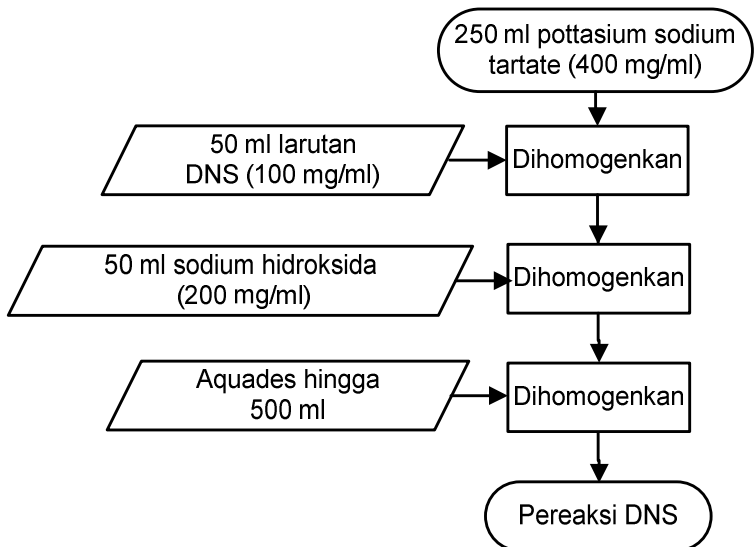 250 ml pottasium sodium
tartate (400 mg/ml)
50 ml larutan
DNS (100 mg/ml)
Dihomogenkan
50 ml sodium hidroksida
(200 mg/ml)
Dihomogenkan
Aquades hingga
500 ml
Dihomogenkan
Pereaksi DNS